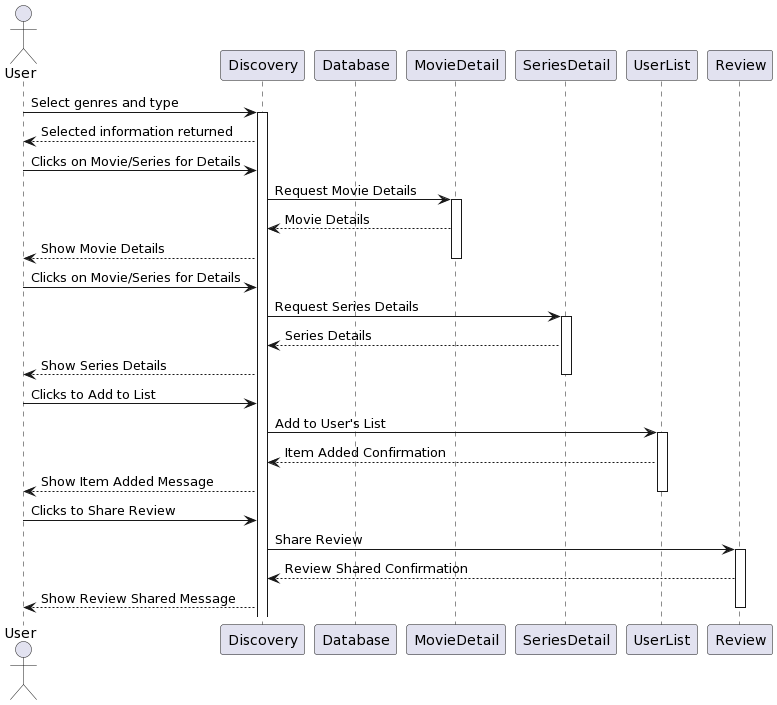 User
Discovery
Database
MovieDetail
SeriesDetail
UserList
Review
Select genres and type
Selected information returned
Clicks on Movie/Series for Details
Request Movie Details
Movie Details
Show Movie Details
Clicks on Movie/Series for Details
Request Series Details
Series Details
Show Series Details
Clicks to Add to List
Add to User's List
Item Added Confirmation
Show Item Added Message
Clicks to Share Review
Share Review
Review Shared Confirmation
Show Review Shared Message
User
Discovery
Database
MovieDetail
SeriesDetail
UserList
Review